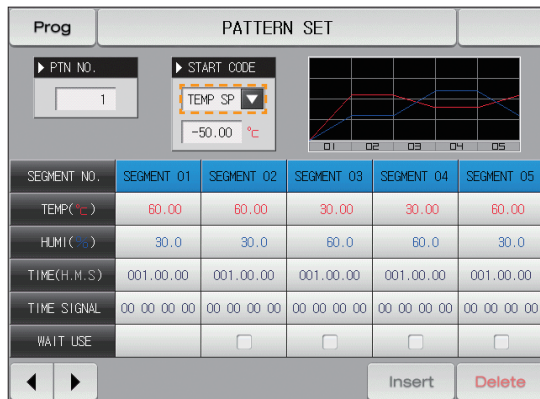 Prog PATTERN SET
PTN NO. START CODE
1 TEMP SP
-50.00 °C
01 02 03 04 05
SEGMENT NO. SEGMENT 01 SEGMENT 02 SEGMENT 03 SEGMENT 04 SEGMENT 05
TEMP(°C) 60.00 60.00 30.00 30.00 60.00
HUMI(%) 30.0 30.0 60.0 60.0 30.0
TIME(H.M.S) 001.00.00 001.00.00 001.00.00 001.00.00 001.00.00
TIME SIGNAL 00 00 00 00 00 00 00 00 00 00 00 00 00 00 00 00 00 00 00 00
WAIT USE
Insert Delete